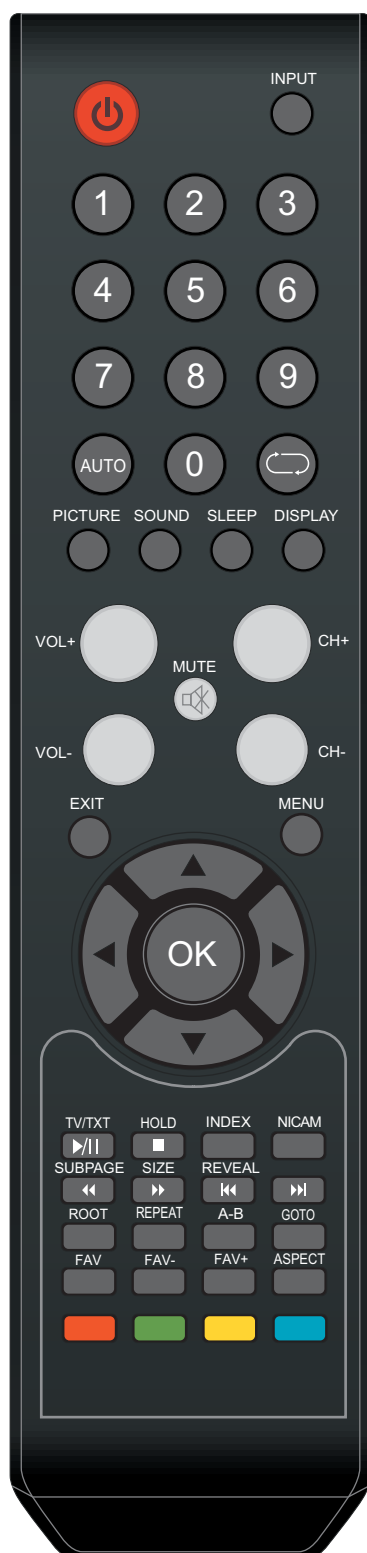 INPUT
1 2 3
4 5 6
7 8 9
AUTO 0
PICTURE SOUND SLEEP DISPLAY
VOL+ CH+
MUTE
VOL- CH-
EXIT MENU
OK
TV/TXT HOLD INDEX NICAM
SUBPAGE SIZE REVEAL
ROOT REPEAT A-B GOTO
FAV FAV- FAV+ ASPECT